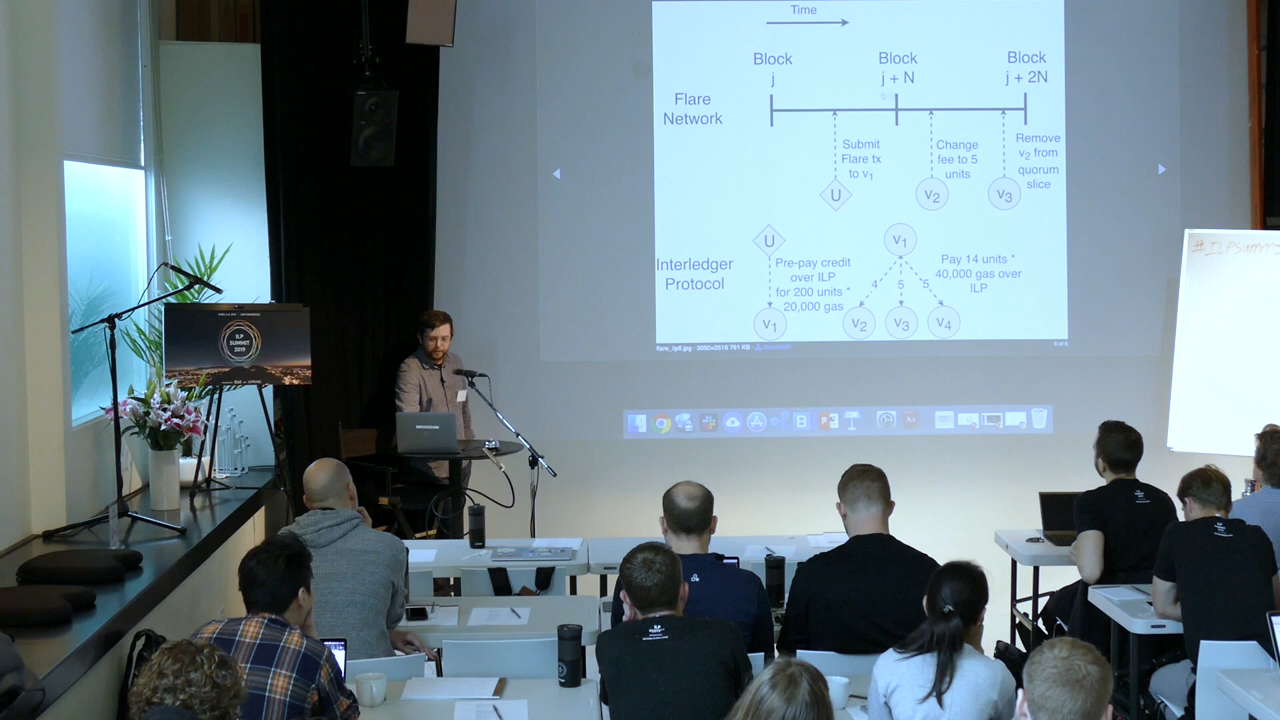 Time
Block
j
Block
j + N
Block
j + 2N
Flare
Network
Submit
Flare tx
to v1
Change
fee to 5
units
Remove
v2 from
quorum
slice
U
v2
v3
Interledger
Protocol
U
Pre-pay credit
over ILP
for 200 units *
20,000 gas
v1
v1
4
5
5
Pay 14 units *
40,000 gas over
ILP
v2
v3
v4
#ILPSummi
ILP
SUMMIT
2019